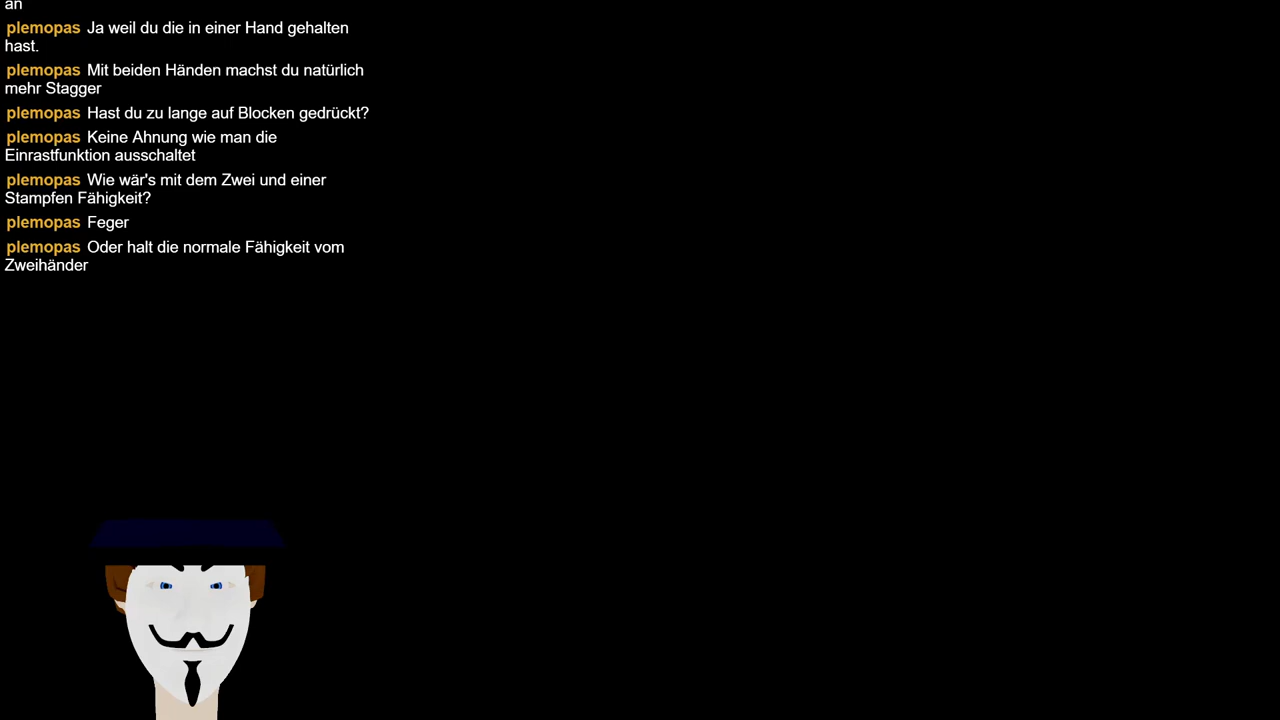 an
plemopas Ja weil du die in einer Hand gehalten
hast.
plemopas Mit beiden Händen machst du natürlich
mehr Stagger
plemopas Hast du zu lange auf Blocken gedrückt?
plemopas Keine Ahnung wie man die
Einrastfunktion ausschaltet
plemopas Wie wär's mit dem Zwei und einer
Stampfen Fähigkeit?
plemopas Feger
plemopas Oder halt die normale Fähigkeit vom
Zweihänder